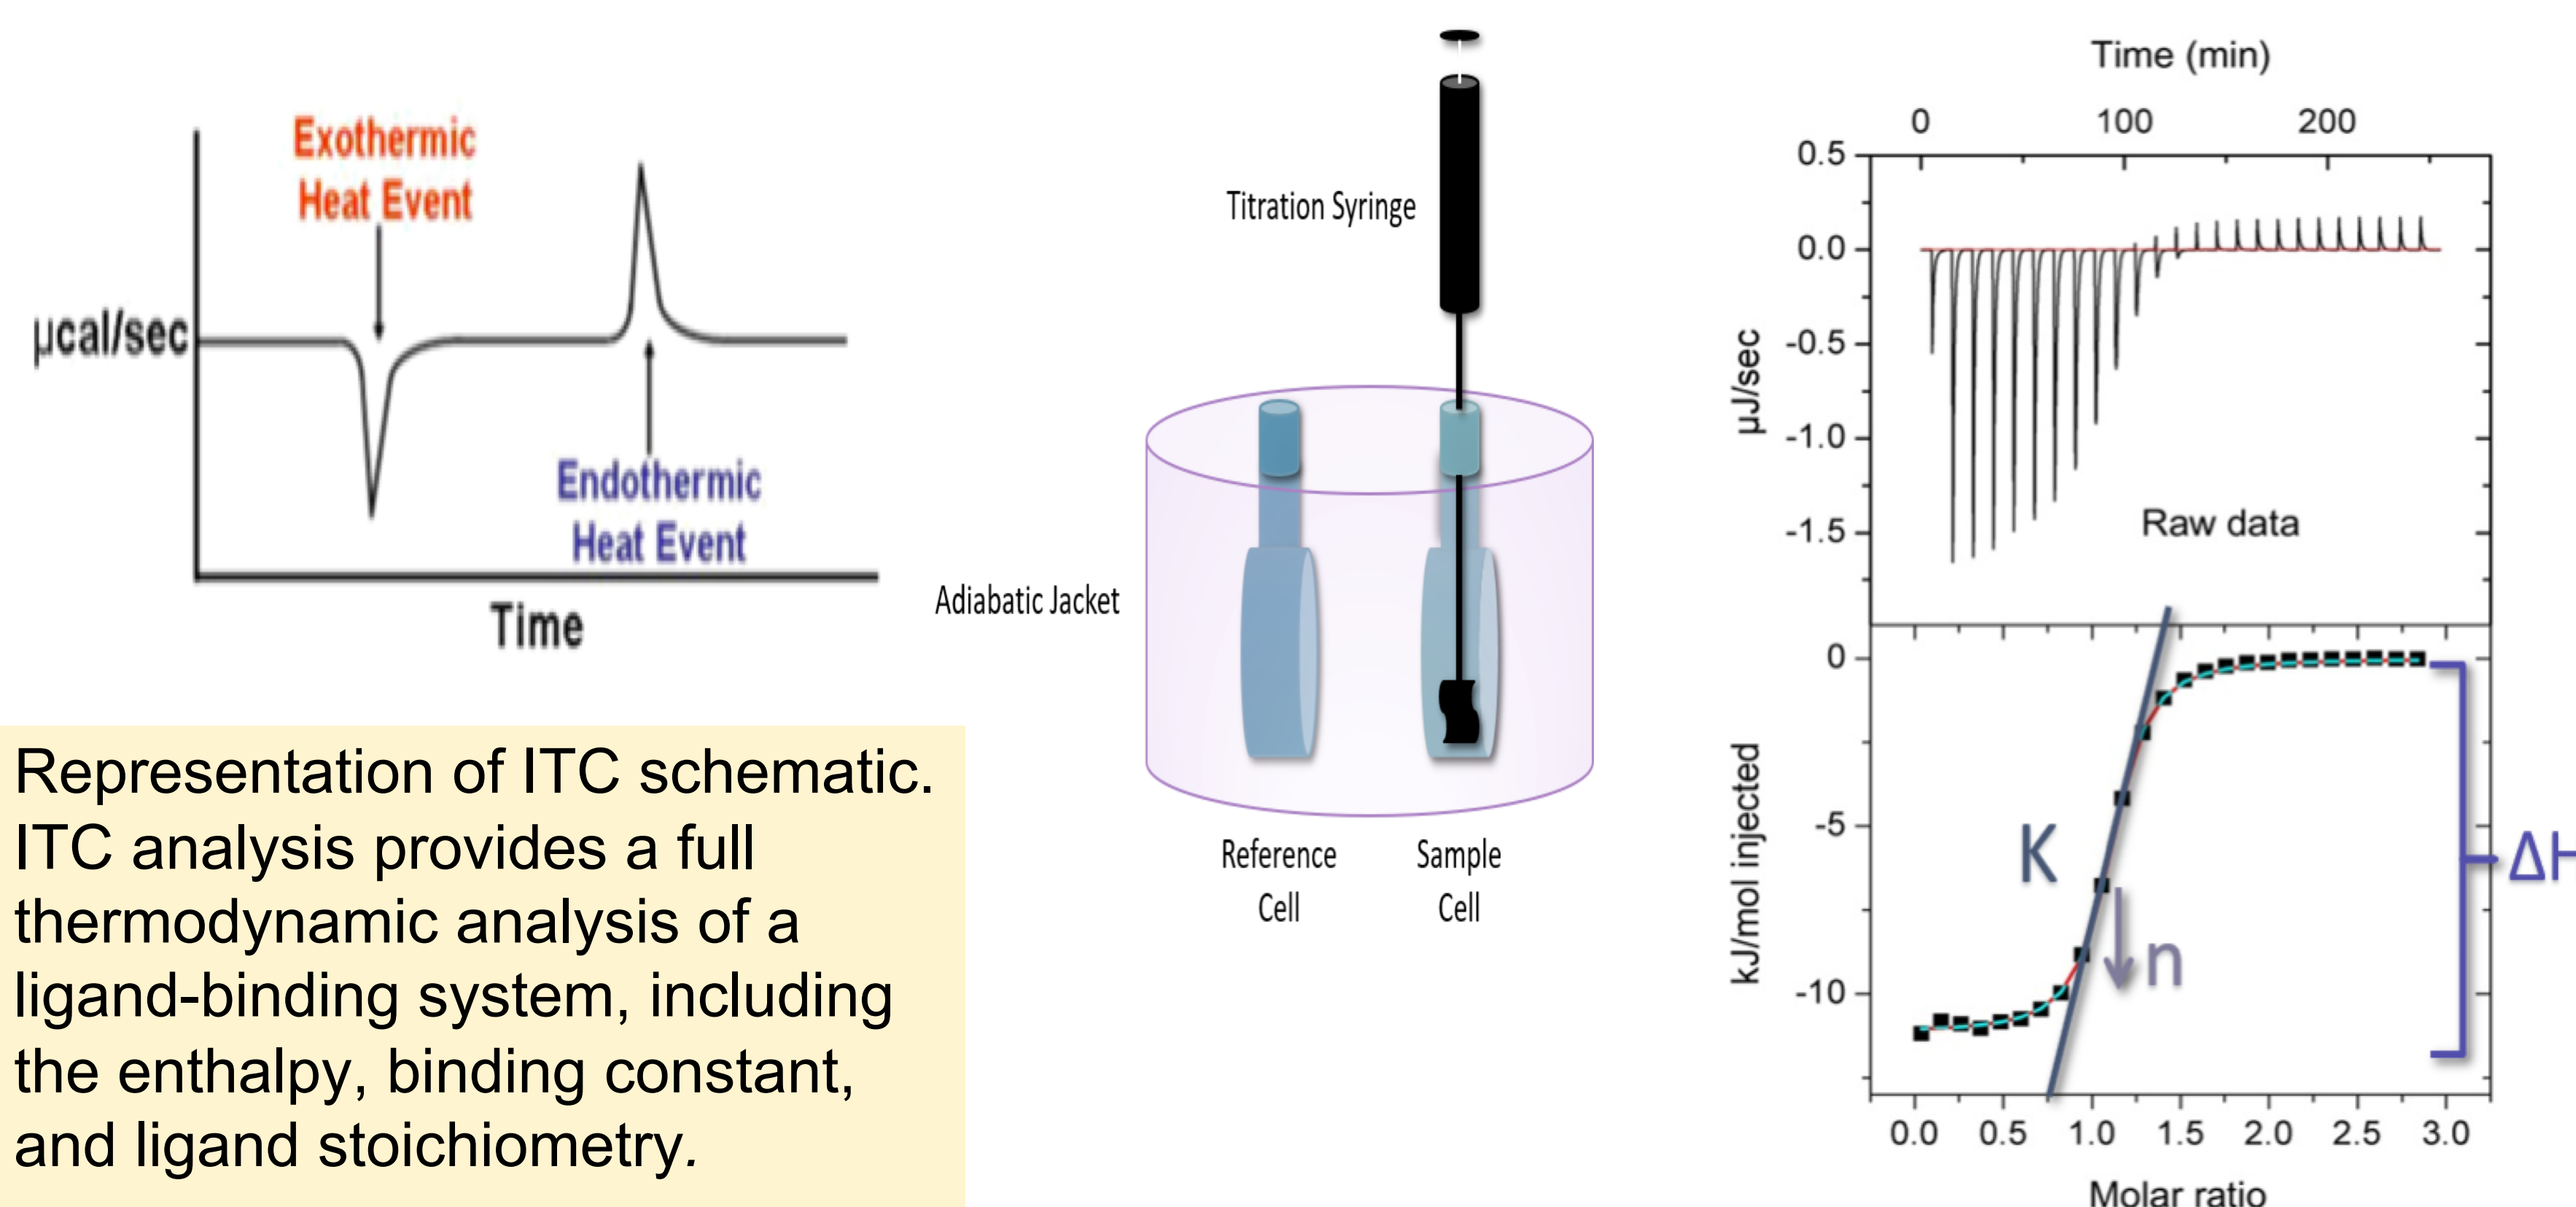 Exothermic
Heat Event
µcal/sec
Endothermic
Heat Event
Time
Representation of ITC schematic.
ITC analysis provides a full
thermodynamic analysis of a
ligand-binding system, including
the enthalpy, binding constant,
and ligand stoichiometry.
Titration Syringe
Adiabatic Jacket
Reference
Cell
Sample
Cell
Time (min)
0 100 200
0.5
0.0
-0.5
-1.0
-1.5
µJ/sec
Raw data
0
-5
-10
kJ/mol injected
K
n
ΔH
0.0 0.5 1.0 1.5 2.0 2.5 3.0
Molar ratio